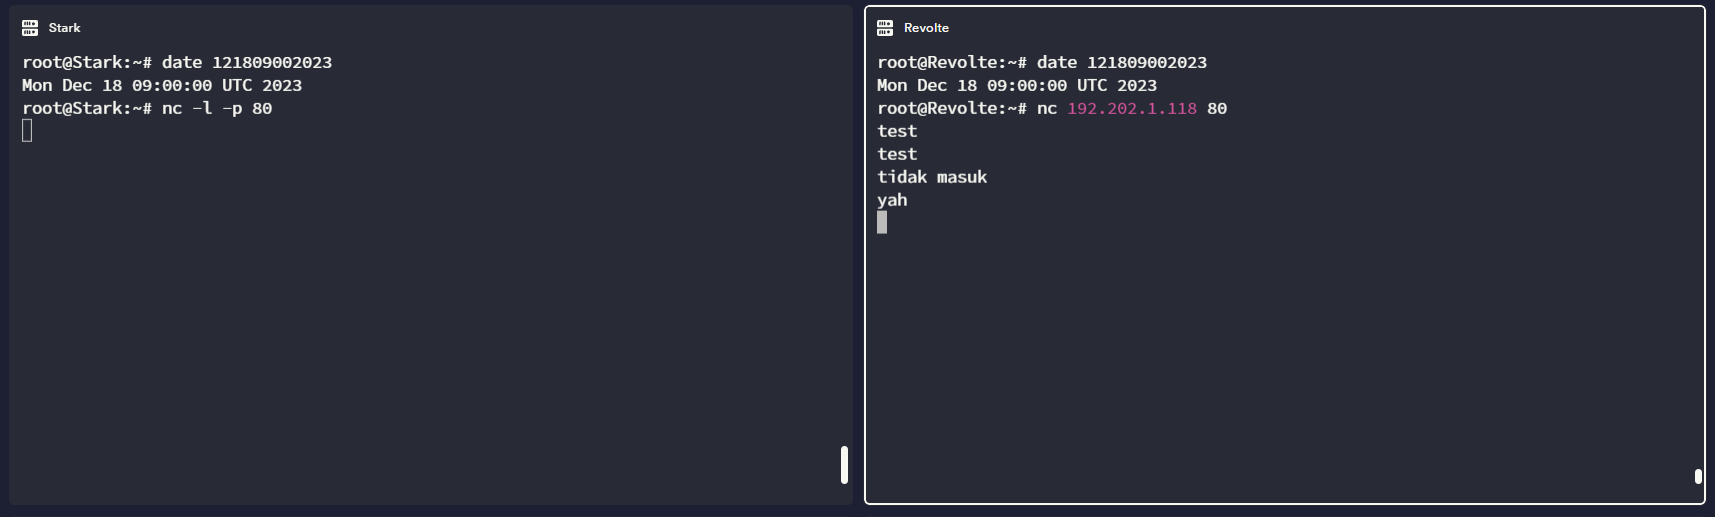 Stark
root@Stark:~# date 121809002023
Mon Dec 18 09:00:00 UTC 2023
root@Stark:~# nc -l -p 80
Revolte
root@Revolte:~# date 121809002023
Mon Dec 18 09:00:00 UTC 2023
root@Revolte:~# nc 192.202.1.118 80
test
test
tidak masuk
yah